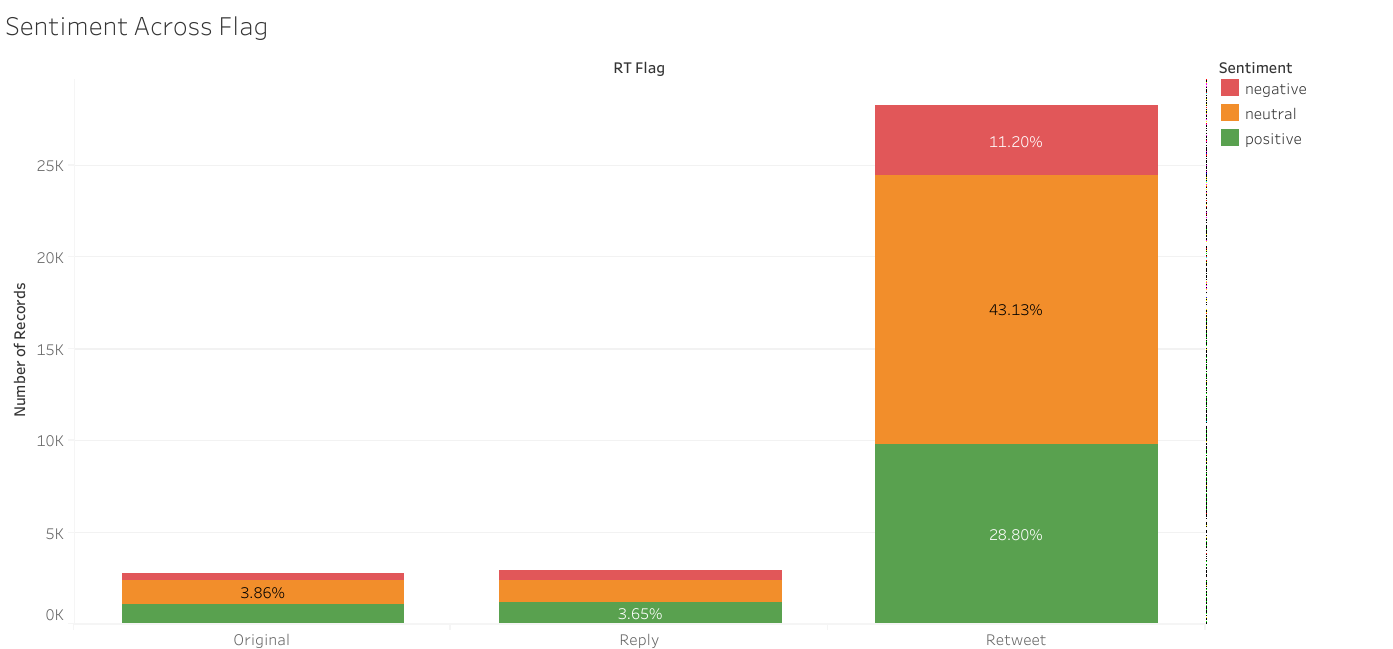 Sentiment Across Flag
RT Flag
Sentiment
negative
neutral
positive
Number of Records
25K
20K
15K
10K
5K
0K
11.20%
43.13%
28.80%
3.86%
3.65%
Original
Reply
Retweet